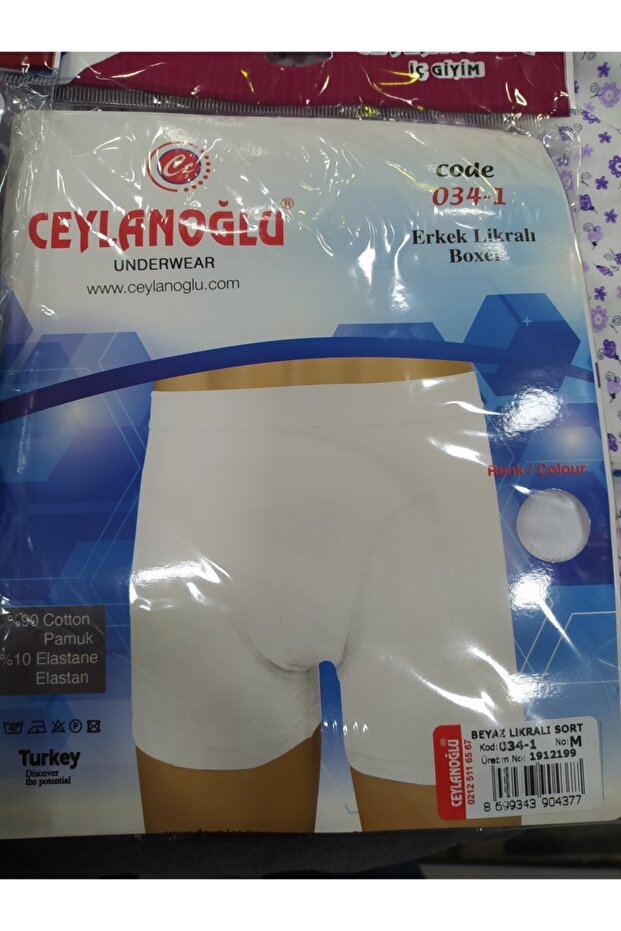 İÇ GİYİM
Cę
CEYLANOĞLU®
UNDERWEAR
www.ceylanoglu.com
code
034-1
Erkek Likralı
Boxer
Renk / Colour
%90 Cotton
Pamuk
%10 Elastane
Elastan
Turkey
Discover
the potential
CEYLANOĞLU®
0212 511 65 67
BEYAZ LIKRALI SORT
Kod: 034-1 No: M
Üretim No: 1912199
8 699343 904377